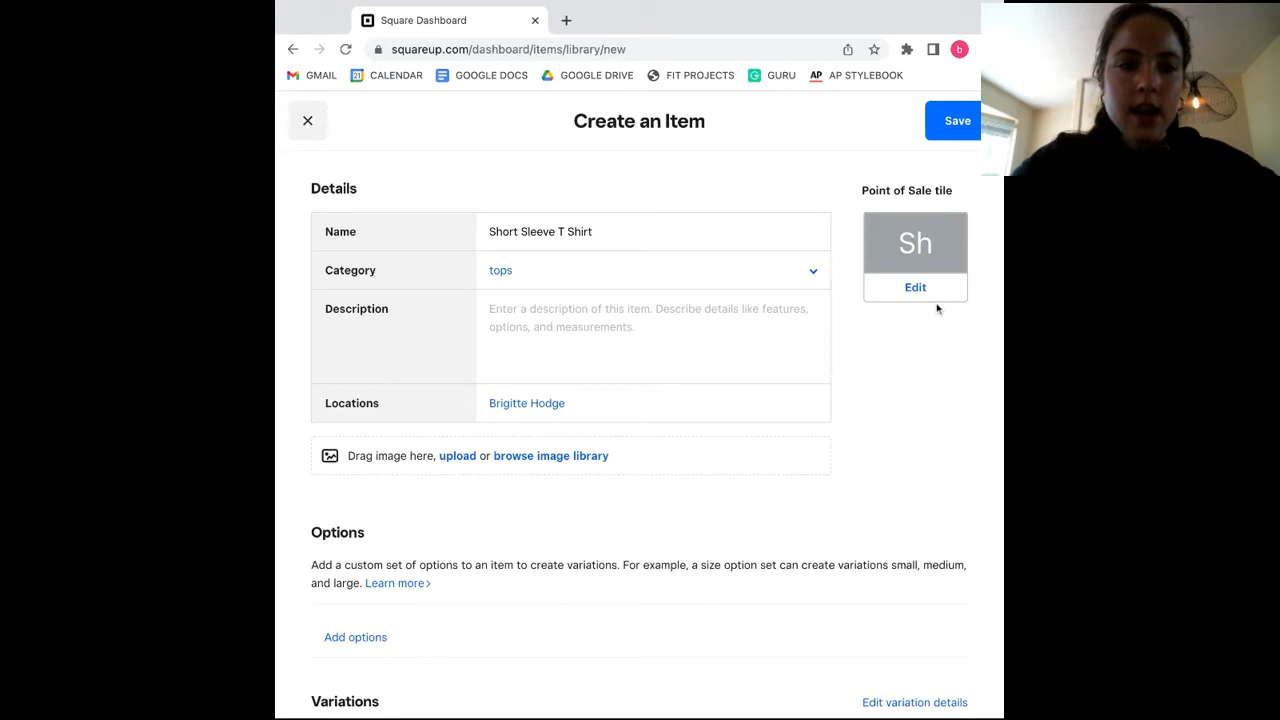 Square Dashboard
squareup.com/dashboard/items/library/new
b
GMAIL
31 CALENDAR
GOOGLE DOCS
GOOGLE DRIVE
FIT PROJECTS
GURU
AP AP STYLEBOOK
Create an Item
Save
Details
Point of Sale tile
Name
Short Sleeve T Shirt
Sh
Category
tops
Edit
Description
Enter a description of this item. Describe details like features,
options, and measurements.
Locations
Brigitte Hodge
Drag image here, upload or browse image library
Options
Add a custom set of options to an item to create variations. For example, a size option set can create variations small, medium,
and large. Learn more>
Add options
Variations
Edit variation details